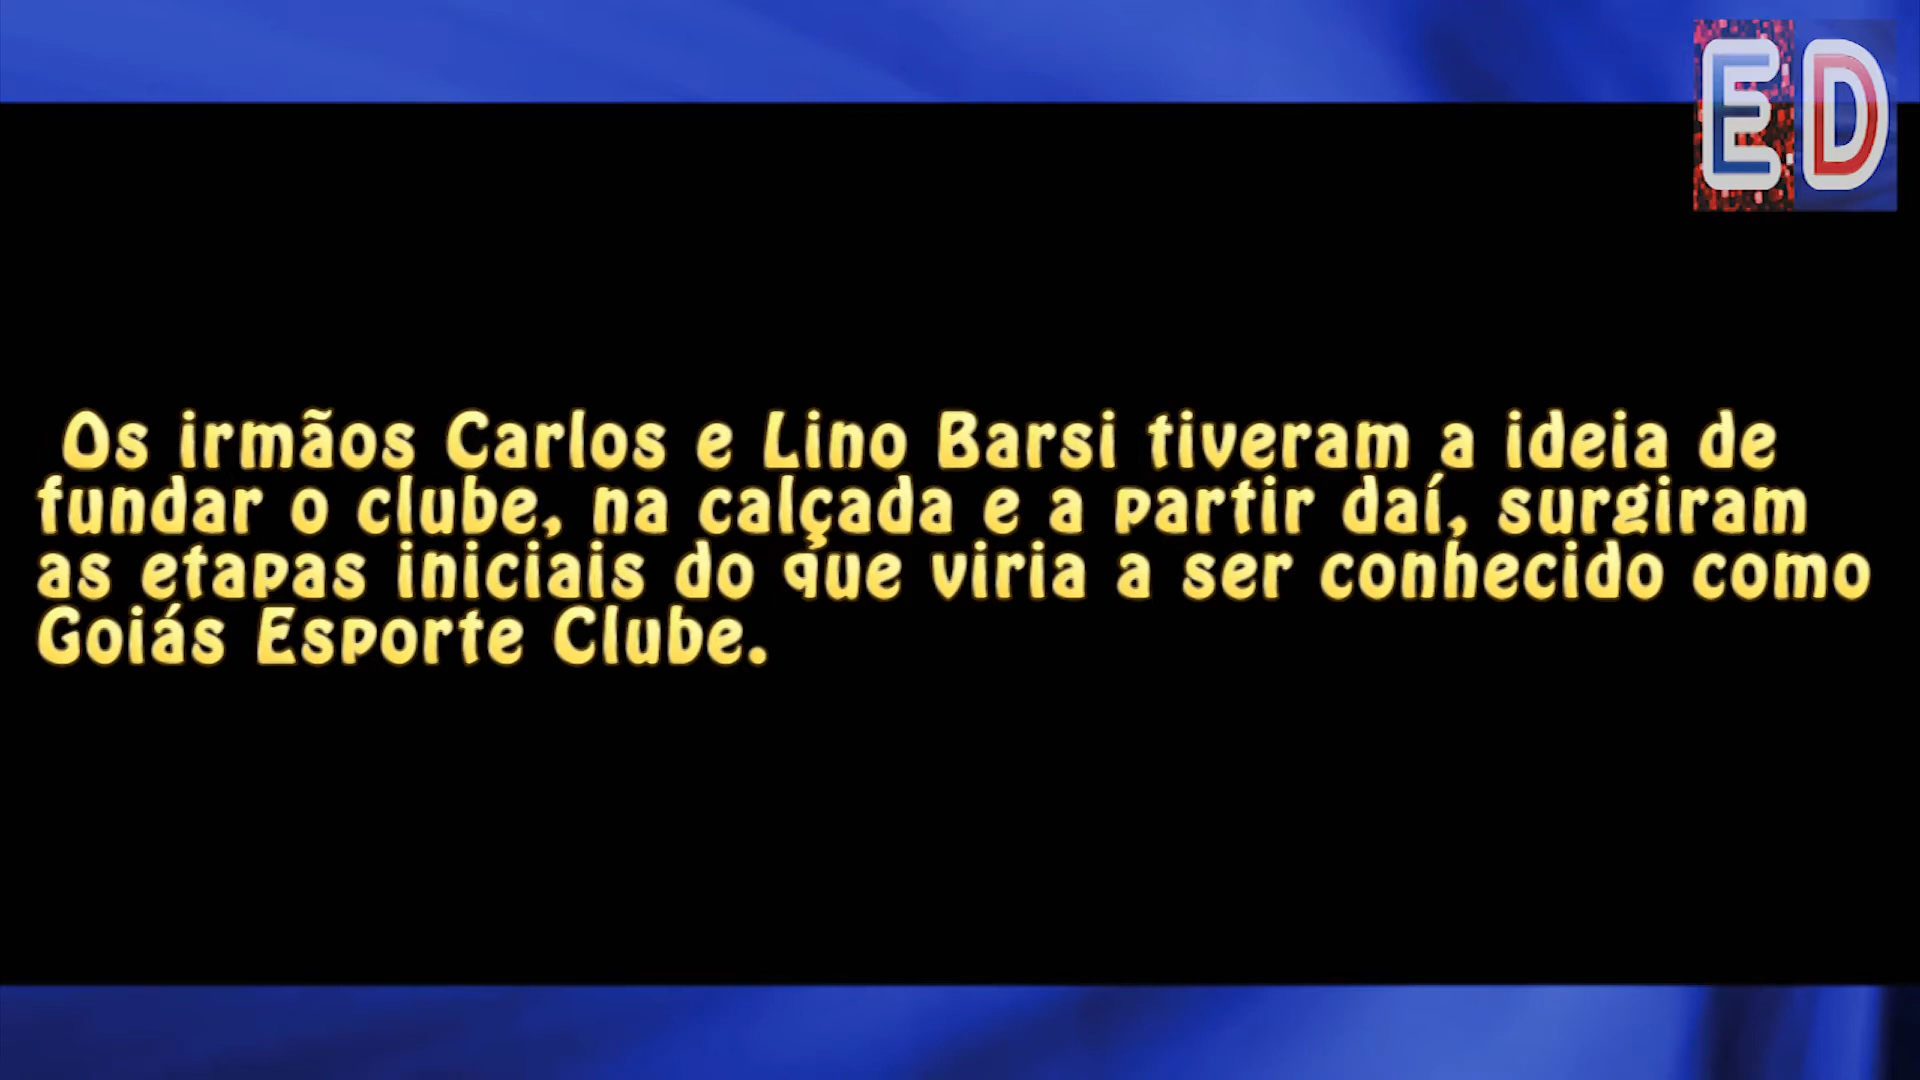 ED
Os irmãos Carlos e Lino Barsi tiveram a ideia de
fundar o clube, na calçada e a partir daí, surgiram
as etapas iniciais do que viria a ser conhecido como
Goiás Esporte Clube.